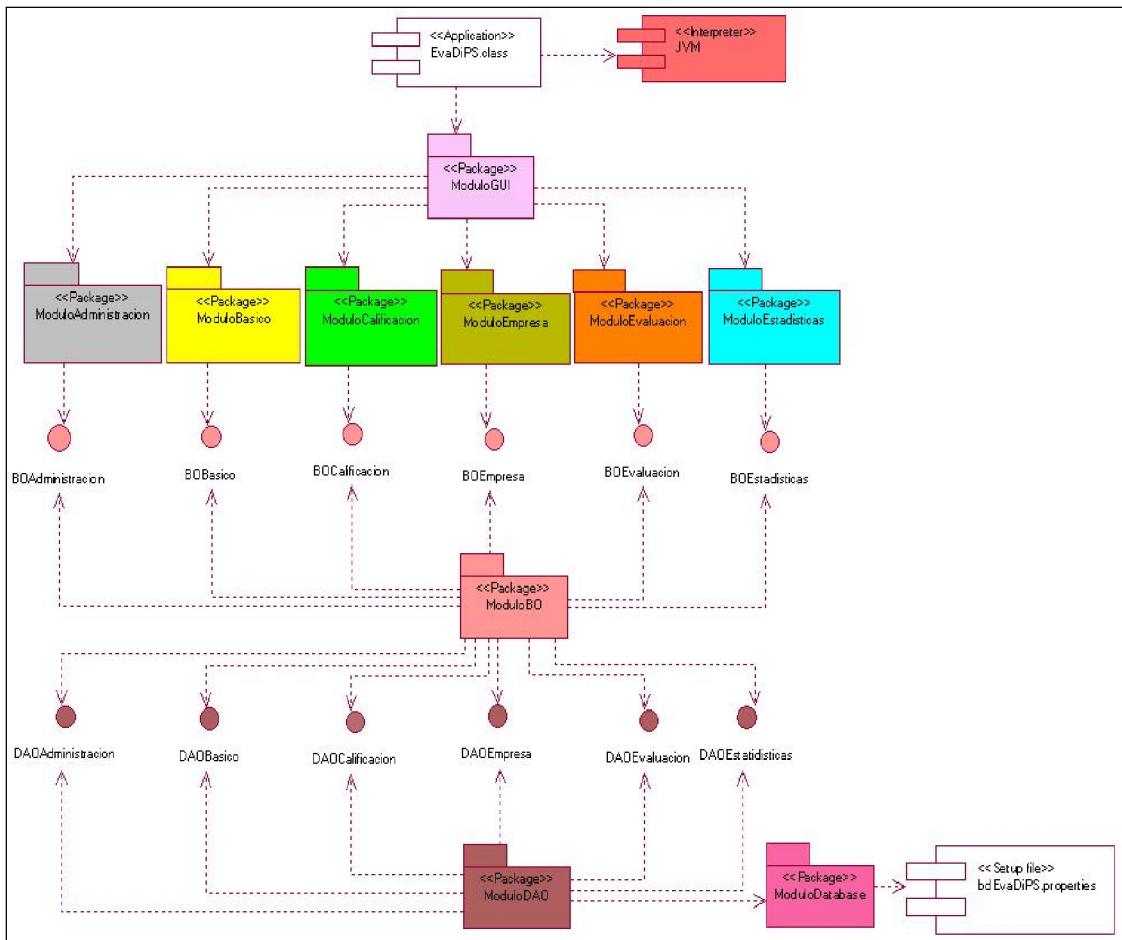 <<Application>>
EvaDiPS.class
<<Interpreter>>
JVM
<<Package>>
ModuloGUI
<<Package>>
ModuloAdministracion
<<Package>>
ModuloBasico
<<Package>>
ModuloCalificacion
<<Package>>
ModuloEmpresa
<<Package>>
ModuloEvaluacion
<<Package>>
ModuloEstadisticas
BOAdministracion
BOBasico
BOCalificacion
BOEmpresa
BOEvaluacion
BOEstadisticas
<<Package>>
ModuloBO
DAOAdministracion
DAOBasico
DAOCalificacion
DAOEmpresa
DAOEvaluacion
DAOEstatidisticas
<<Package>>
ModuloDAO
<<Package>>
ModuloDatabase
<<Setup file>>
bdEvaDiPS.properties